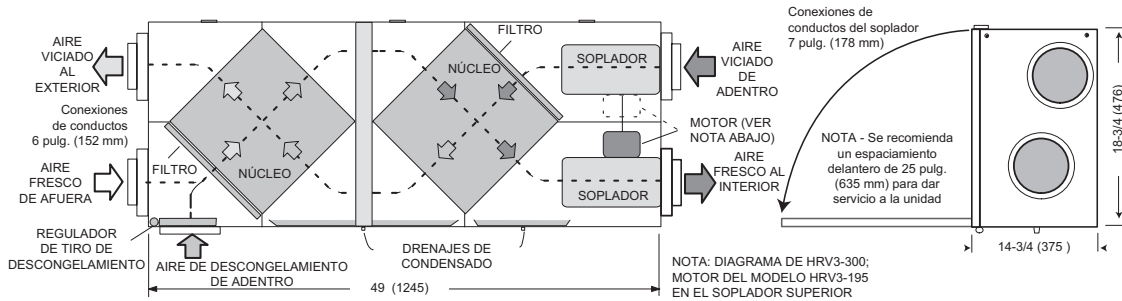 AIRE
VICIADO
AL
EXTERIOR
Conexiones
de conductos
6 pulg. (152 mm)
FILTRO
AIRE
FRESCO
DE AFUERA
NÚCLEO
REGULADOR
DE TIRO DE
DESCONGELAMIENTO
AIRE DE DESCONGELAMIENTO
DE ADENTRO
49 (1245)
DRENAJES DE
CONDENSADO
FILTRO
NÚCLEO
SOPLADOR
AIRE
VICIADO
DE
ADENTRO
MOTOR (VER
NOTA ABAJO)
SOPLADOR
AIRE
FRESCO AL
INTERIOR
NOTA: DIAGRAMA DE HRV3-300;
MOTOR DEL MODELO HRV3-195
EN EL SOPLADOR SUPERIOR
Conexiones de
conductos del soplador
7 pulg. (178 mm)
NOTA - Se recomienda
un espaciamiento
delantero de 25 pulg.
(635 mm) para dar
servicio a la unidad
18-3/4 (476)
14-3/4 (375 )